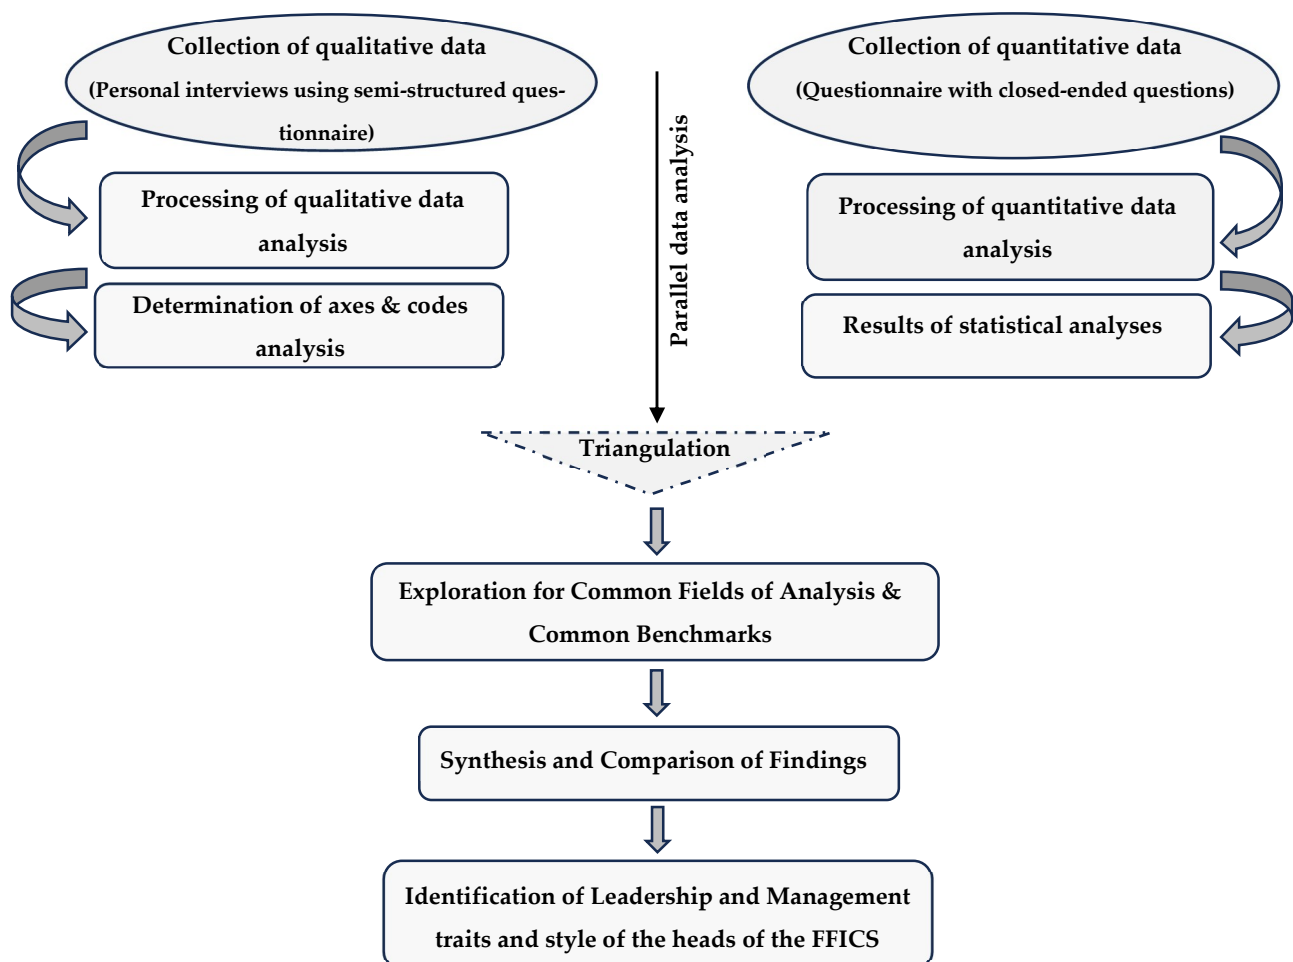 Collection of qualitative data
(Personal interviews using semi-structured ques-
tionnaire)
Processing of qualitative data
analysis
Determination of axes & codes
analysis
Parallel data analysis
Collection of quantitative data
(Questionnaire with closed-ended questions)
Processing of quantitative data
analysis
Results of statistical analyses
Triangulation
Exploration for Common Fields of Analysis &
Common Benchmarks
Synthesis and Comparison of Findings
Identification of Leadership and Management
traits and style of the heads of the FFICS